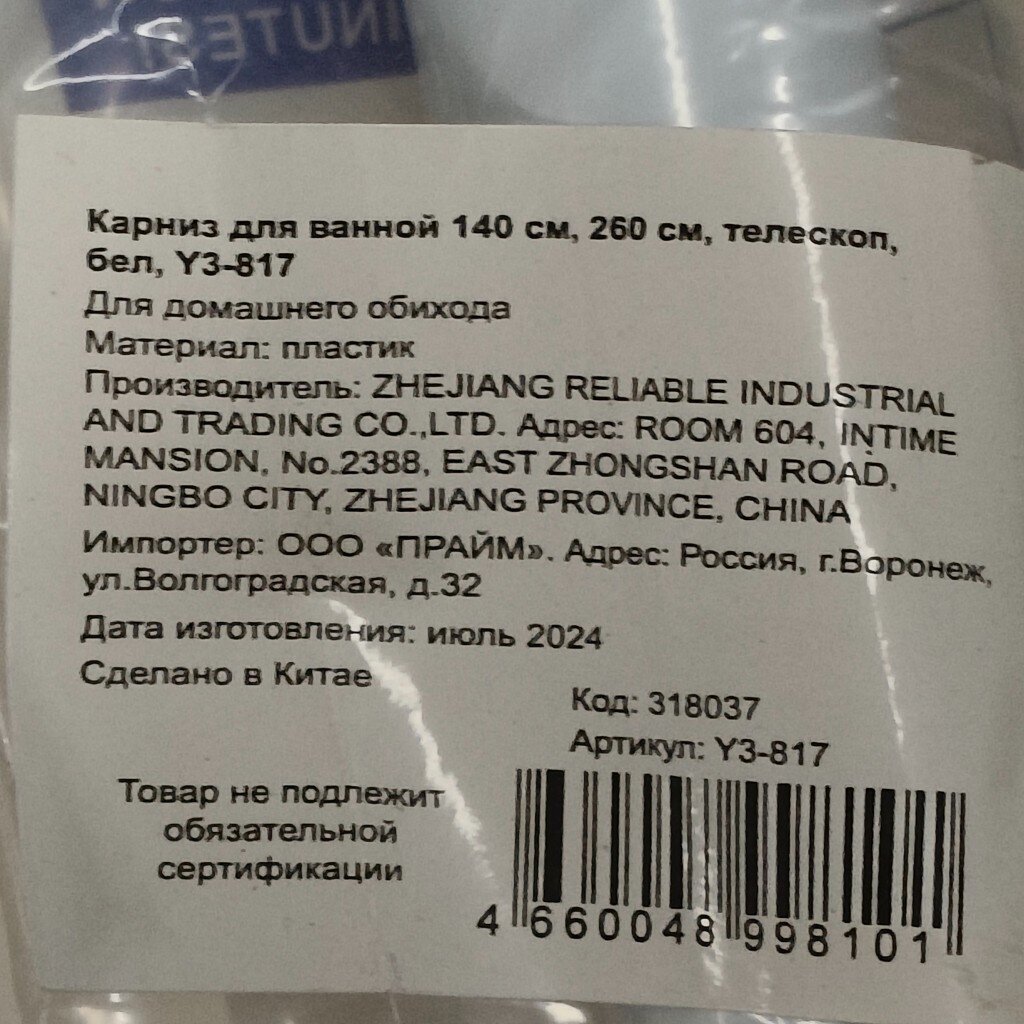 Карниз для ванной 140 см, 260 см, телескоп,
бел, Y3-817
Для домашнего обихода
Материал: пластик
Производитель: ZHEJIANG RELIABLE INDUSTRIAL
AND TRADING CO.,LTD. Адрес: ROOM 604, INTIME
MANSION, No.2388, EAST ZHONGSHAN ROAD,
NINGBO CITY, ZHEJIANG PROVINCE, CHINA
Импортер: ООО «ПРАЙМ». Адрес: Россия, г.Воронеж,
ул.Волгоградская, д.32
Дата изготовления: июль 2024
Сделано в Китае
Код: 318037
Артикул: Y3-817
Товар не подлежит
обязательной
сертификации
4 660048 998101